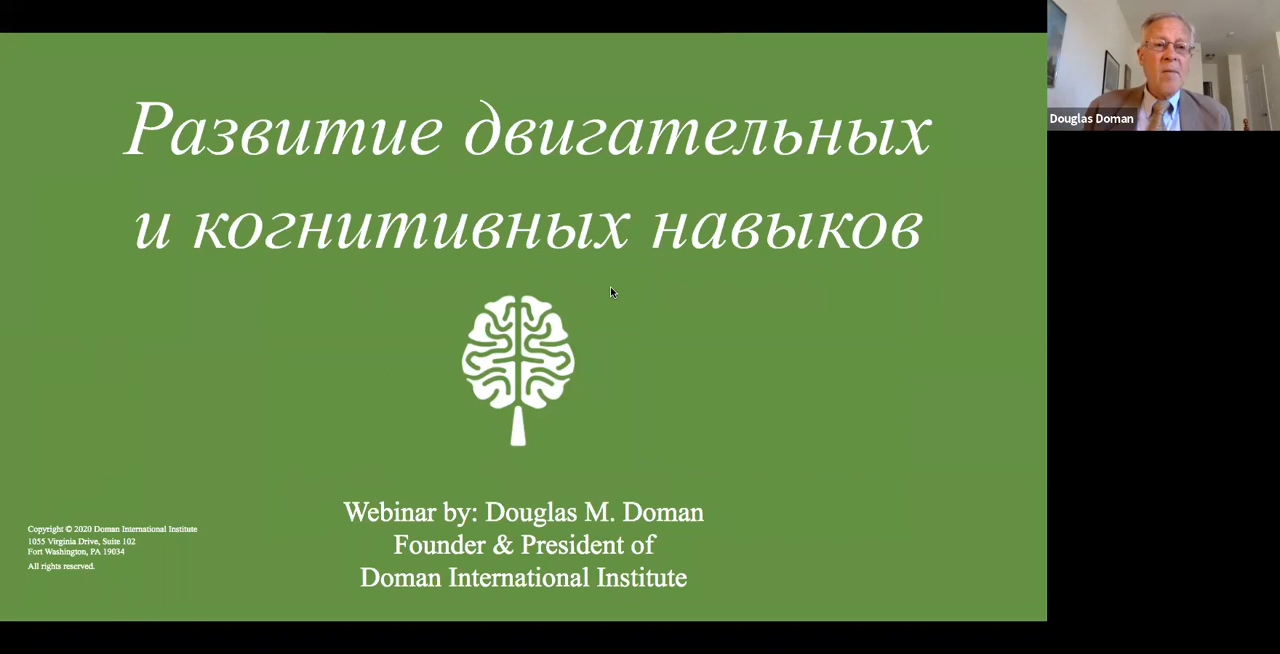 Развитие двигательных
и когнитивных навыков
Webinar by: Douglas M. Doman
Founder & President of
Doman International Institute
Copyright © 2020 Doman International Institute
1055 Virginia Drive, Suite 102
Fort Washington, PA 19034
All rights reserved.
Douglas Doman